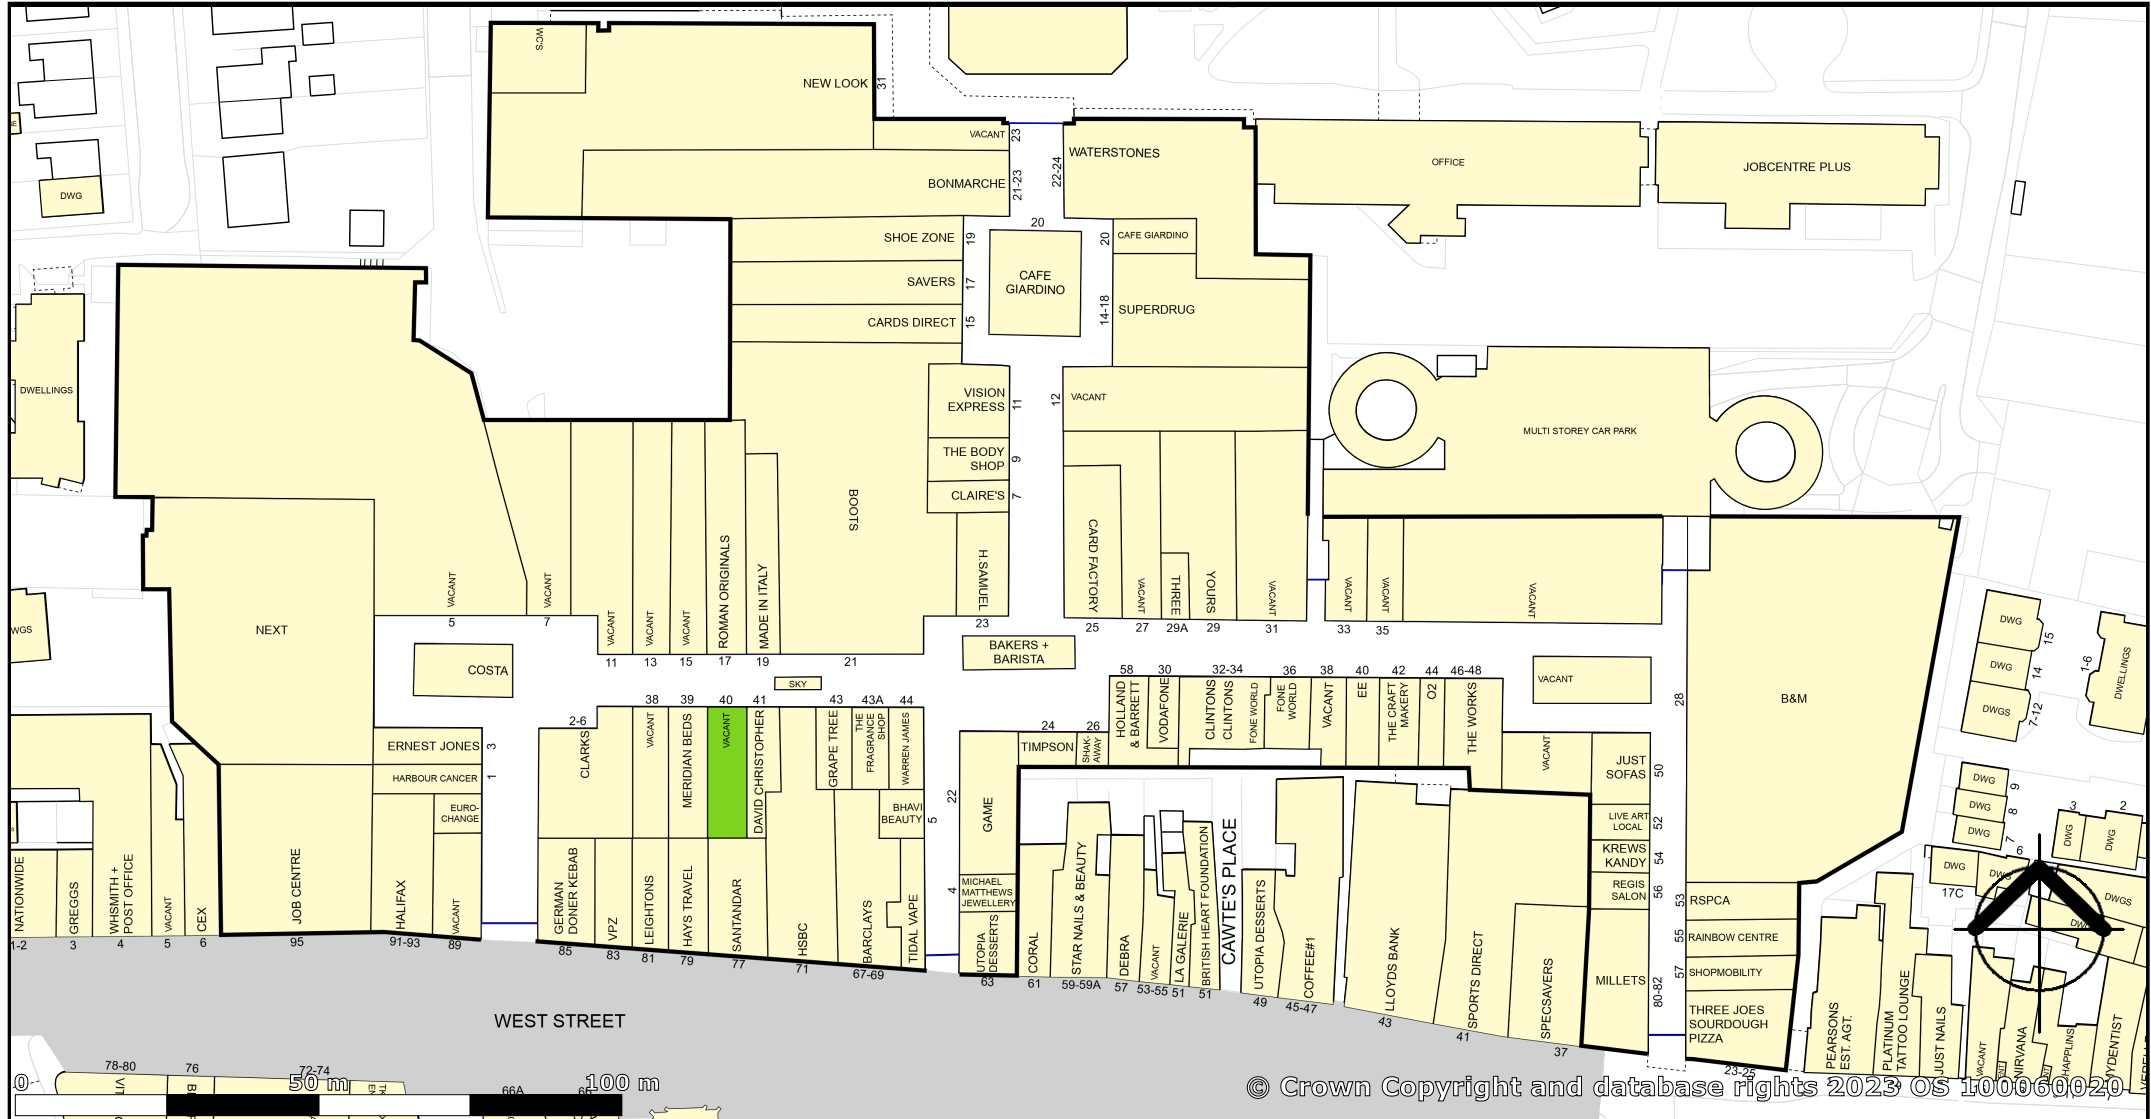 WC'S
NEW LOOK
31
VACANT
23
WATERSTONES
22-24
BONMARCHE
21-23
OFFICE
JOBCENTRE PLUS
DWG
SHOE ZONE
19
20
CAFE
GIARDINO
20
CAFE GIARDINO
SAVERS
17
CARDS DIRECT
15
14-18
SUPERDRUG
DWELLINGS
VISION
EXPRESS
11
12
VACANT
MULTI STOREY CAR PARK
THE BODY
SHOP
9
CLAIRE'S
7
BOOTS
H.SAMUEL
23
CARD FACTORY
25
VACANT
27
THREE
29A
YOURS
29
VACANT
31
VACANT
33
VACANT
35
VACANT
NEXT
VACANT
5
VACANT
7
VACANT
11
VACANT
13
VACANT
15
ROMAN ORIGINALS
17
MADE IN ITALY
19
21
WGS
COSTA
SKY
BAKERS +
BARISTA
VACANT
28
B&M
DWG
15
DWG
14
DWGS
7-12
1-6
DWELLINGS
ERNEST JONES
3
HARBOUR CANCER
1
EURO-
CHANGE
2-6
CLARKS
38
VACANT
39
MERIDIAN BEDS
40
VACANT
41
DAVID CHRISTOPHER
43
GRAPE TREE
43A
THE
FRAGRANCE
SHOP
44
WARREN JAMES
BHAVI
BEAUTY
5
22
GAME
24
TIMPSON
26
SHAK-
AWAY
58
HOLLAND
& BARRETT
30
VODAFONE
32-34
CLINTONS
CLINTONS
FONE WORLD
36
FONE
WORLD
38
VACANT
40
EE
42
THE CRAFT
MAKERY
44
O2
46-48
THE WORKS
VACANT
JUST
SOFAS
50
LIVE ART
LOCAL
52
KREWS
KANDY
54
REGIS
SALON
56
MILLETS
80-82
53
RSPCA
55
RAINBOW CENTRE
57
SHOPMOBILITY
THREE JOES
SOURDOUGH
PIZZA
23-25
DWG
9
DWG
8
DWG
7
3
DWG
2
DWG
6
DWG
DWG
17C
DWGS
NATIONWIDE
1-2
GREGGS
3
WHSMITH +
POST OFFICE
4
VACANT
5
CEX
6
JOB CENTRE
95
HALIFAX
91-93
VACANT
89
GERMAN
DONER KEBAB
85
VPZ
83
LEIGHTONS
81
HAYS TRAVEL
79
SANTANDAR
77
HSBC
71
BARCLAYS
67-69
TIDAL VAPE
4
MICHAEL
MATTHEWS
JEWELLERY
UTOPIA
DESSERTS
63
CORAL
61
STAR NAILS & BEAUTY
59-59A
DEBRA
57
VACANT
53-55
LA GALERIE
51
BRITISH HEART FOUNDATION
51
CAWTE'S PLACE
UTOPIA DESSERTS
49
COFFEE#1
45-47
LLOYDS BANK
43
SPORTS DIRECT
41
SPECSAVERS
37
PEARSONS
EST. AGT.
PLATINUM
TATTOO LOUNGE
JUST NAILS
VACANT
NIRVANA
CHAPPLINS
MYDENTIST
WEST STREET
78-80
76
72-74
66A
0
50 m
100 m
© Crown Copyright and database rights 2023 OS 100060020